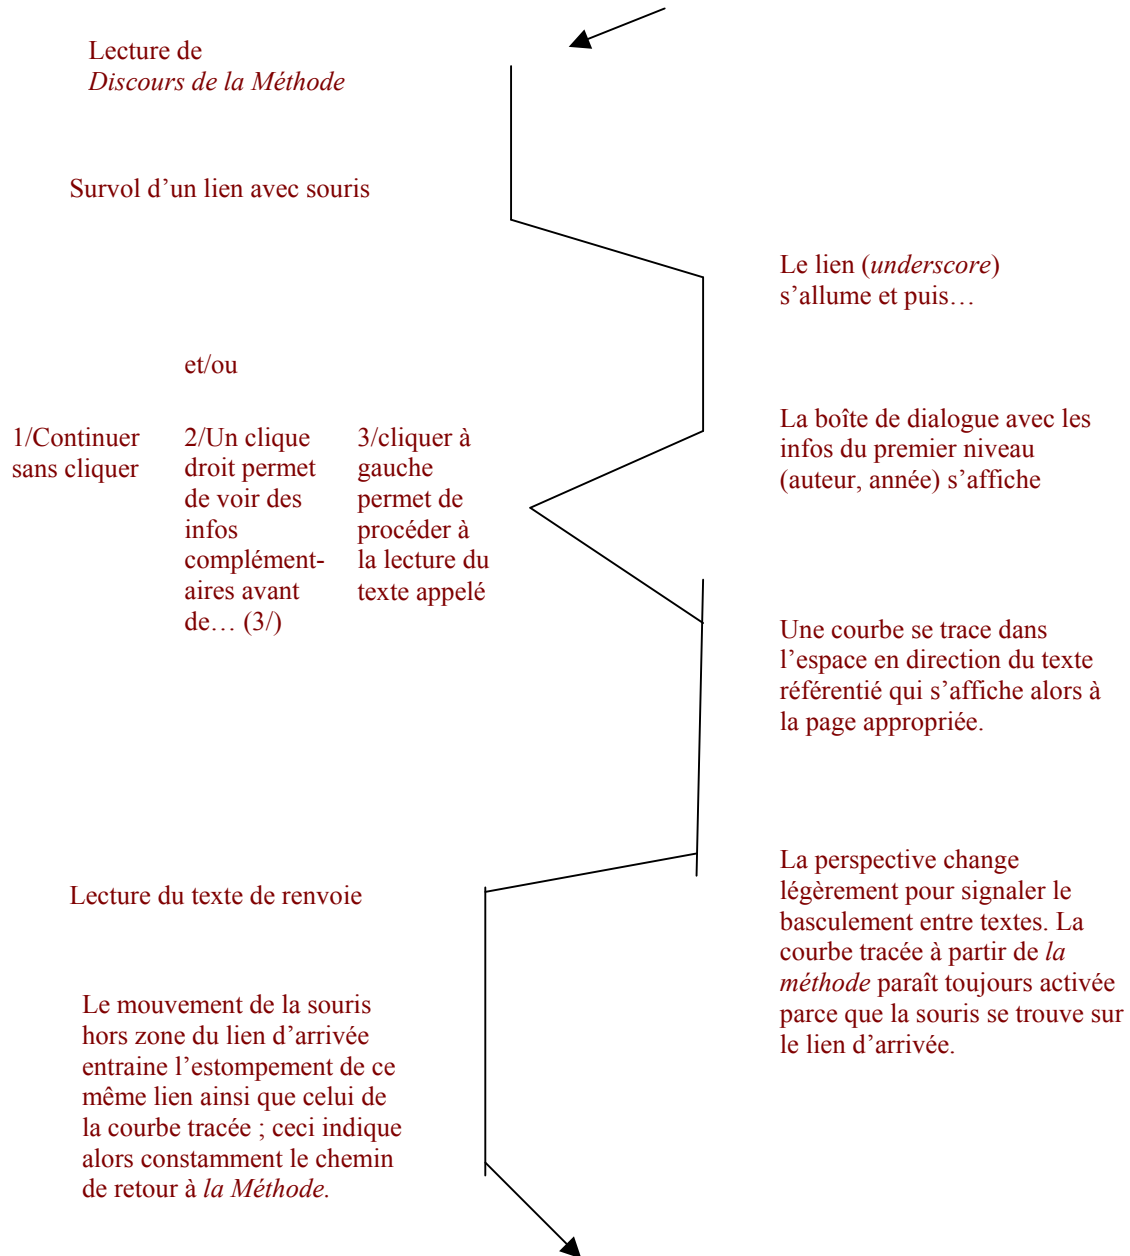 Lecture de
Discours de la Méthode
Survol d’un lien avec souris
Le lien (underscore)
s’allume et puis…
et/ou
1/Continuer
sans cliquer
2/Un clique
droit permet
de voir des
infos
complément-
aires avant
de… (3/)
3/cliquer à
gauche
permet de
procéder à
la lecture du
texte appelé
La boîte de dialogue avec les
infos du premier niveau
(auteur, année) s’affiche
Une courbe se trace dans
l’espace en direction du texte
référentié qui s’affiche alors à
la page appropriée.
La perspective change
légèrement pour signaler le
basculement entre textes. La
courbe tracée à partir de la
méthode paraît toujours activée
parce que la souris se trouve sur
le lien d’arrivée.
Lecture du texte de renvoie
Le mouvement de la souris
hors zone du lien d’arrivée
entraine l’estompement de ce
même lien ainsi que celui de
la courbe tracée ; ceci indique
alors constamment le chemin
de retour à la Méthode.